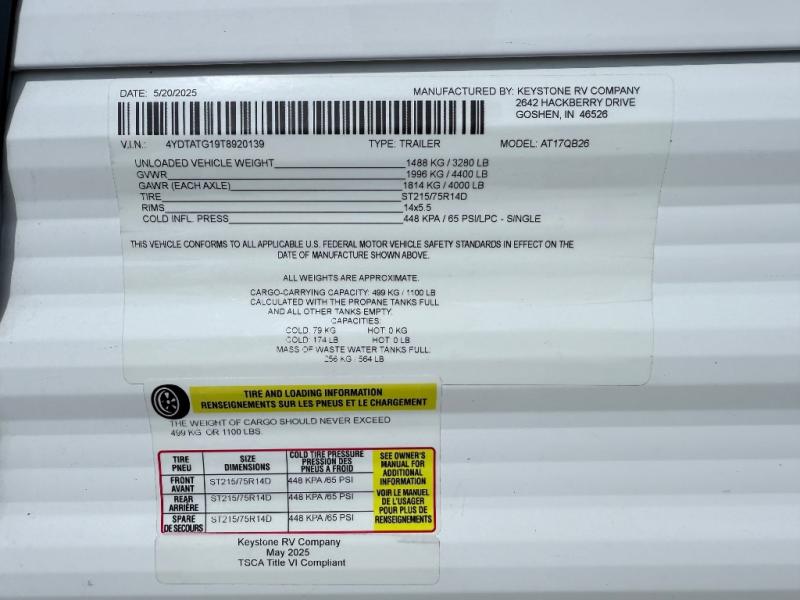 DATE: 5/20/2025
MANUFACTURED BY: KEYSTONE RV COMPANY
2642 HACKBERRY DRIVE
GOSHEN, IN 46526
V.I.N.: 4YDTATG19T8920139 TYPE: TRAILER MODEL: AT17QB26
UNLOADED VEHICLE WEIGHT 1488 KG / 3280 LB
GVWR 1996 KG / 4400 LB
GAWR (EACH AXLE) 1814 KG / 4000 LB
TIRE ST215/75R14D
RIMS 14x5.5
COLD INFL. PRESS 448 KPA / 65 PSI/LPC - SINGLE
THIS VEHICLE CONFORMS TO ALL APPLICABLE U.S. FEDERAL MOTOR VEHICLE SAFETY STANDARDS IN EFFECT ON THE
DATE OF MANUFACTURE SHOWN ABOVE.
ALL WEIGHTS ARE APPROXIMATE.
CARGO-CARRYING CAPACITY: 499 KG / 1100 LB
CALCULATED WITH THE PROPANE TANKS FULL
AND ALL OTHER TANKS EMPTY.
CAPACITIES:
COLD: 79 KG HOT: 0 KG
COLD: 174 LB HOT: 0 LB
MASS OF WASTE WATER TANKS FULL:
256 KG / 564 LB
TIRE AND LOADING INFORMATION
RENSEIGNEMENTS SUR LES PNEUS ET LE CHARGEMENT
THE WEIGHT OF CARGO SHOULD NEVER EXCEED
499 KG. OR 1100 LBS.
TIRE
PNEU
SIZE
DIMENSIONS
COLD TIRE PRESSURE
PRESSION DES
PNEUS A FROID
FRONT
AVANT
ST215/75R14D
448 KPA /65 PSI
REAR
ARRIÈRE
ST215/75R14D
448 KPA /65 PSI
SPARE
DE SECOURS
ST215/75R14D
448 KPA /65 PSI
SEE OWNER'S
MANUAL FOR
ADDITIONAL
INFORMATION
VOIR LE MANUEL
DE L'USAGER
POUR PLUS DE
RENSEIGNEMENTS
Keystone RV Company
May 2025
TSCA Title VI Compliant